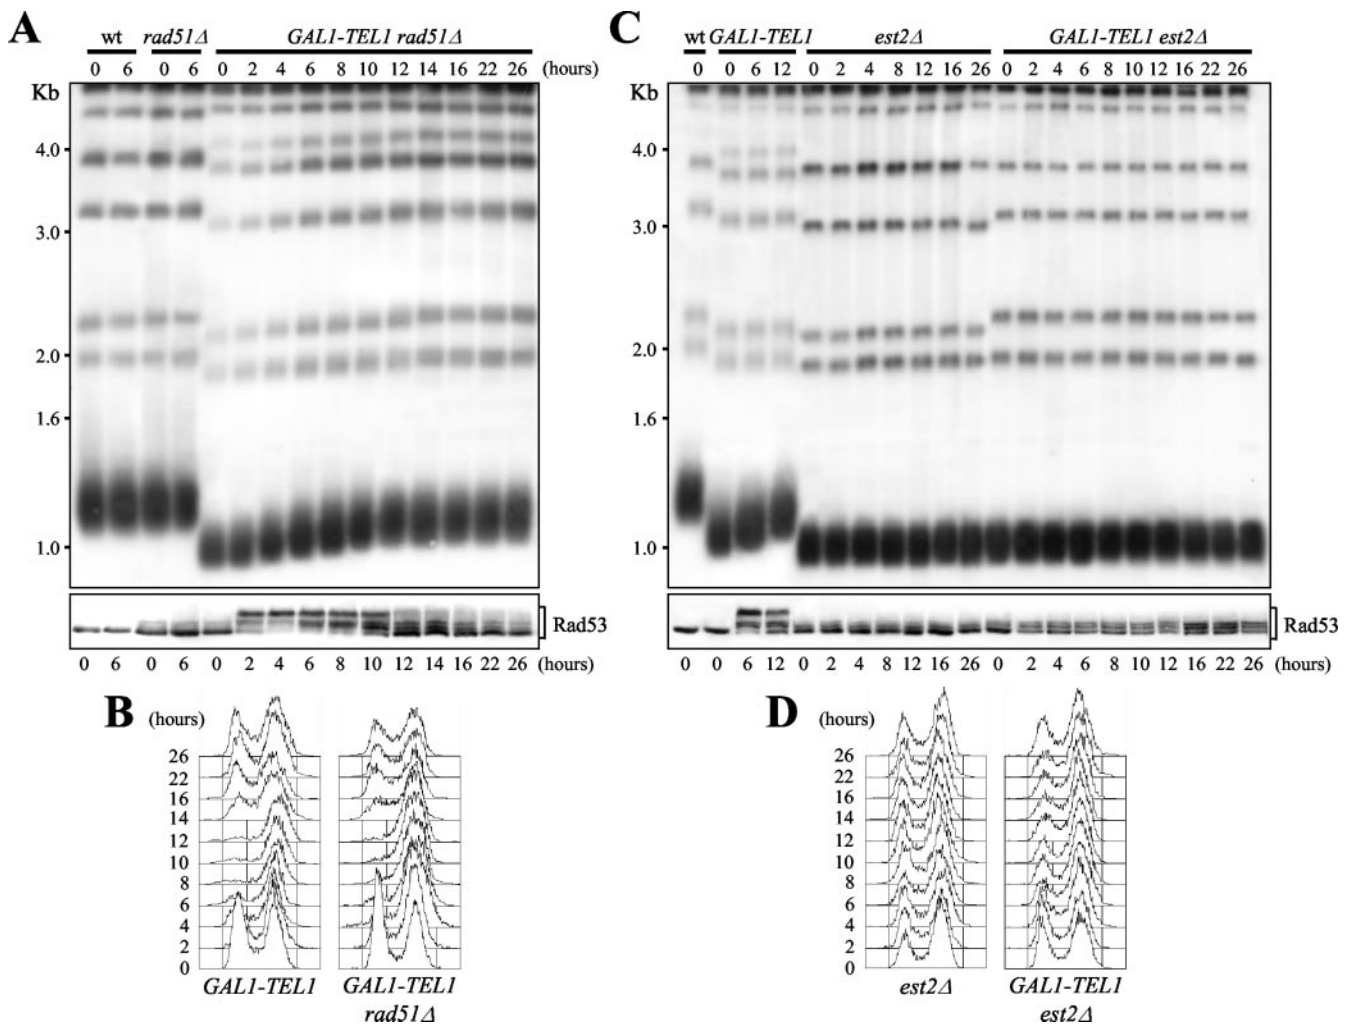 A
wt rad51Δ GAL1-TEL1 rad51Δ
0 6 0 6 0 2 4 6 8 10 12 14 16 22 26 (hours)
Kb
4.0
3.0
2.0
1.6
1.0
Rad53
0 6 0 6 0 2 4 6 8 10 12 14 16 22 26 (hours)
B
(hours)
26
22
16
14
12
10
8
6
4
2
0
GAL1-TEL1 GAL1-TEL1
rad51Δ
C
wt GAL1-TEL1 est2Δ GAL1-TEL1 est2Δ
0 0 6 12 0 2 4 8 12 16 26 0 2 4 6 8 10 12 16 22 26
Kb
4.0
3.0
2.0
1.6
1.0
Rad53
0 0 6 12 0 2 4 8 12 16 26 0 2 4 6 8 10 12 16 22 26 (hours)
D
(hours)
26
22
16
14
12
10
8
6
4
2
0
est2Δ GAL1-TEL1
est2Δ